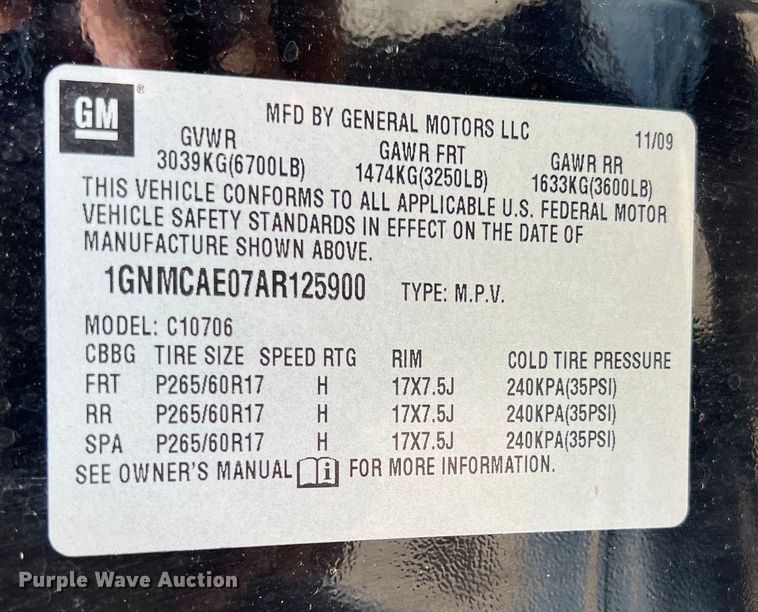 GM®
MFD BY GENERAL MOTORS LLC 11/09
GVWR GAWR FRT GAWR RR
3039KG(6700LB) 1474KG(3250LB) 1633KG(3600LB)
THIS VEHICLE CONFORMS TO ALL APPLICABLE U.S. FEDERAL MOTOR
VEHICLE SAFETY STANDARDS IN EFFECT ON THE DATE OF
MANUFACTURE SHOWN ABOVE.
1GNMCAE07AR125900 TYPE: M.P.V.
MODEL: C10706
CBBG TIRE SIZE SPEED RTG RIM COLD TIRE PRESSURE
FRT P265/60R17 H 17X7.5J 240KPA(35PSI)
RR P265/60R17 H 17X7.5J 240KPA(35PSI)
SPA P265/60R17 H 17X7.5J 240KPA(35PSI)
SEE OWNER'S MANUAL i FOR MORE INFORMATION.
Purple Wave Auction